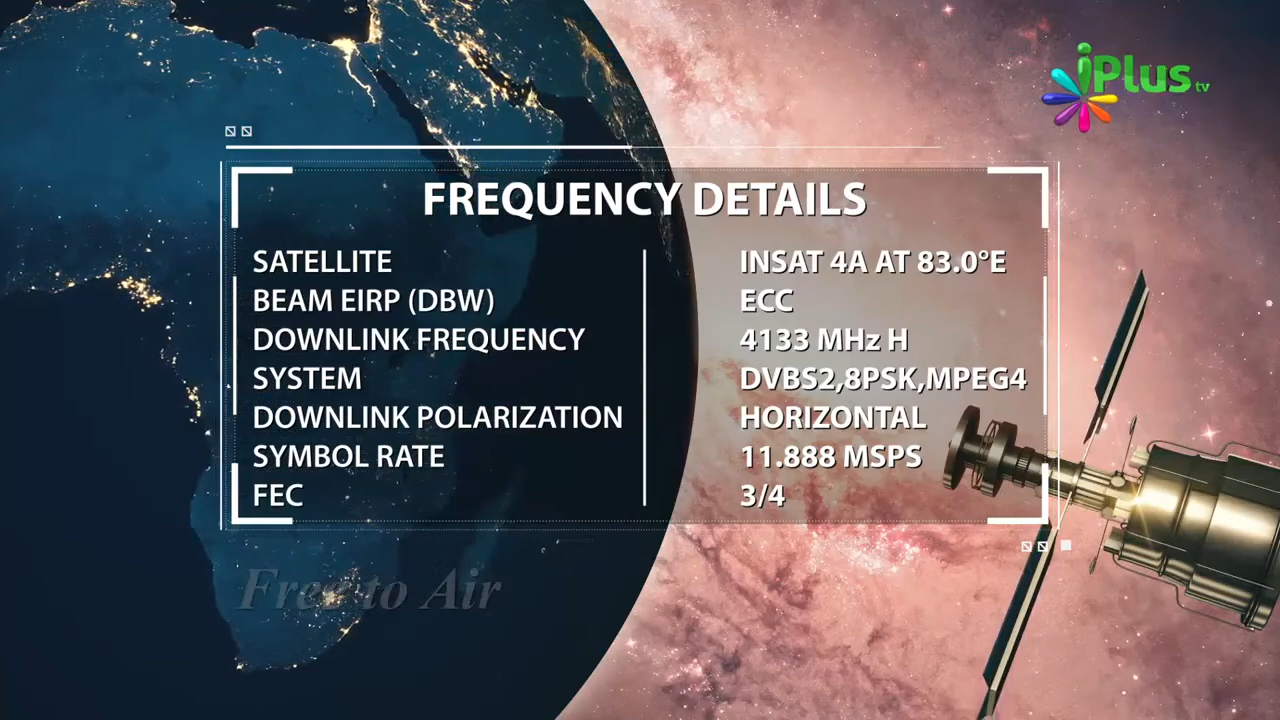 iPlus tv
FREQUENCY DETAILS
SATELLITE INSAT 4A AT 83.0°E
BEAM EIRP (DBW) ECC
DOWNLINK FREQUENCY 4133 MHz H
SYSTEM DVBS2,8PSK,MPEG4
DOWNLINK POLARIZATION HORIZONTAL
SYMBOL RATE 11.888 MSPS
FEC 3/4
Free to Air